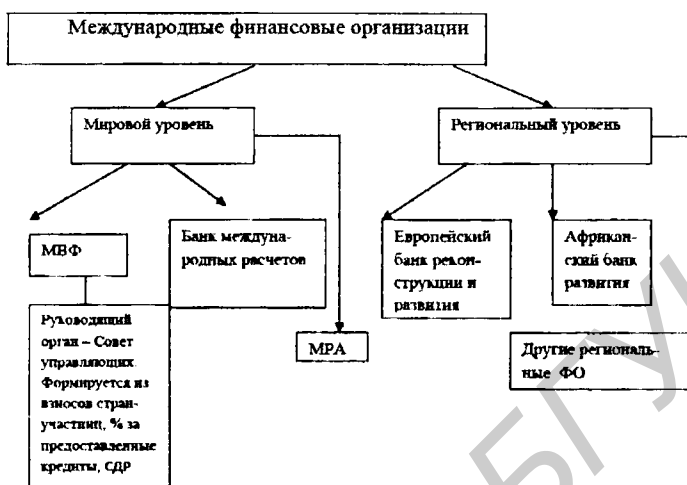 Международные финансовые организации
Мировой уровень
Региональный уровень
МВФ
Банк междуна-
родных расчетов
Европейский
банк рекон-
струкции и
развития
Африкан-
ский банк
развития
Руководящий
орган – Совет
управляющих.
Формируется из
взносов стран-
участниц, % за
предоставленные
кредиты, СДР
МРА
Другие региональ-
ные ФО
БГУ